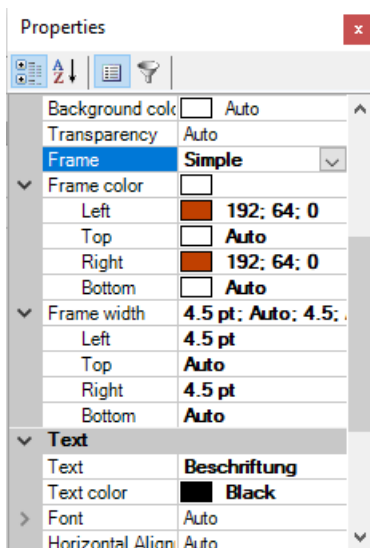 Properties
x
Background colo Auto
Transparency Auto
Frame Simple
Frame color
Left 192; 64; 0
Top Auto
Right 192; 64; 0
Bottom Auto
Frame width 4.5 pt; Auto; 4.5; .
Left 4.5 pt
Top Auto
Right 4.5 pt
Bottom Auto
Text
Text Beschriftung
Text color Black
Font Auto
Horizontal Align Auto